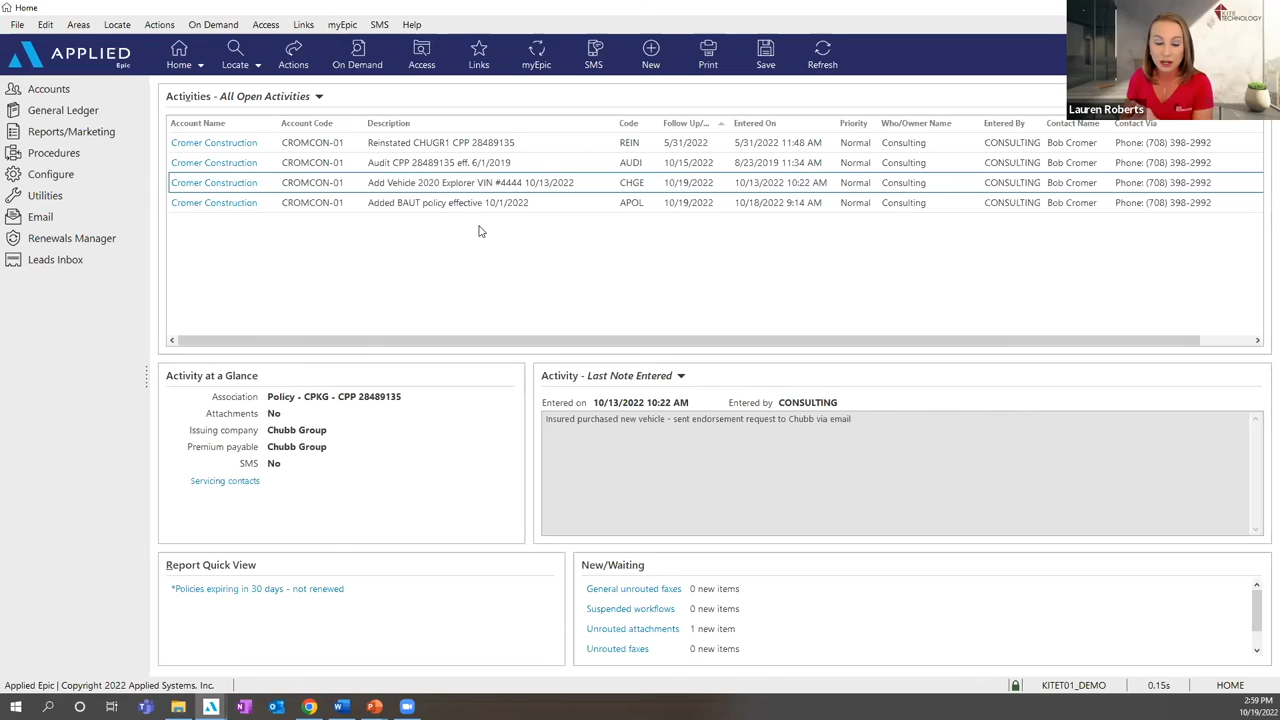 Home
File Edit Areas Locate Actions On Demand Access Links myEpic SMS Help
APPLIED
Epic
Home Locate Actions On Demand Access Links myEpic SMS New Print Save Refresh
KITE
TECHNOLOGY
Lauren Roberts
Accounts
General Ledger
Reports/Marketing
Procedures
Configure
Utilities
Email
Renewals Manager
Leads Inbox
Activities - All Open Activities
Account Name Account Code Description Code Follow Up/... Entered On Priority Who/Owner Name Entered By Contact Name Contact Via
Cromer Construction CROMCON-01 Reinstated CHUGR1 CPP 28489135 REIN 5/31/2022 5/31/2022 11:48 AM Normal Consulting CONSULTING Bob Cromer Phone: (708) 398-2992
Cromer Construction CROMCON-01 Audit CPP 28489135 eff. 6/1/2019 AUDI 10/15/2022 8/23/2019 11:34 AM Normal Consulting CONSULTING Bob Cromer Phone: (708) 398-2992
Cromer Construction CROMCON-01 Add Vehicle 2020 Explorer VIN #4444 10/13/2022 CHGE 10/19/2022 10/13/2022 10:22 AM Normal Consulting CONSULTING Bob Cromer Phone: (708) 398-2992
Cromer Construction CROMCON-01 Added BAUT policy effective 10/1/2022 APOL 10/19/2022 10/18/2022 9:14 AM Normal Consulting CONSULTING Bob Cromer Phone: (708) 398-2992
Activity at a Glance
Association Policy - CPKG - CPP 28489135
Attachments No
Issuing company Chubb Group
Premium payable Chubb Group
SMS No
Servicing contacts
Activity - Last Note Entered
Entered on 10/13/2022 10:22 AM Entered by CONSULTING
Insured purchased new vehicle - sent endorsement request to Chubb via email
Report Quick View
*Policies expiring in 30 days - not renewed
New/Waiting
General unrouted faxes 0 new items
Suspended workflows 0 new items
Unrouted attachments 1 new item
Unrouted faxes 0 new items
Applied Epic | Copyright 2022 Applied Systems, Inc. KITET01_DEMO 0.15s HOME
2:59 PM
10/19/2022